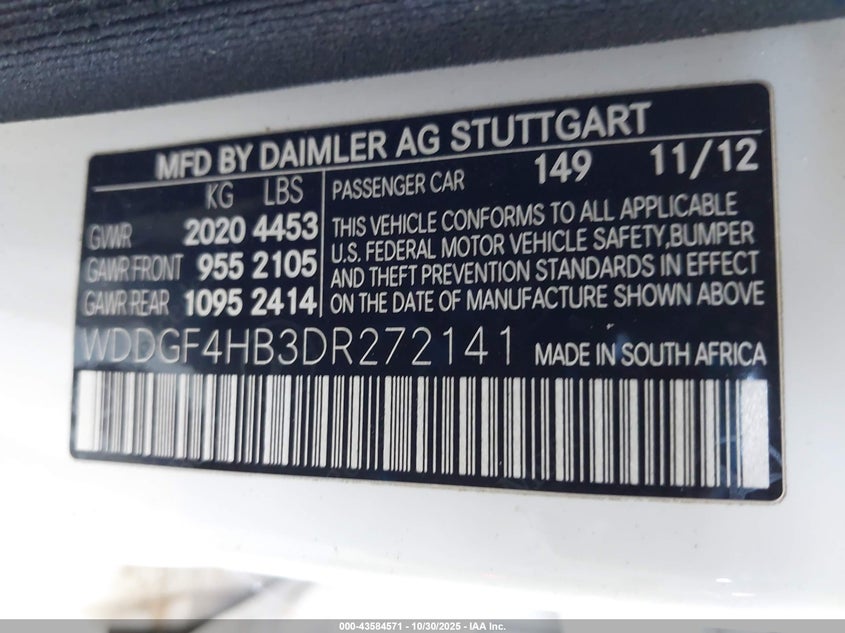 MFD BY DAIMLER AG STUTTGART
KG LBS
GVWR 2020 4453
GAWR FRONT 955 2105
GAWR REAR 1095 2414
PASSENGER CAR 149 11/12
THIS VEHICLE CONFORMS TO ALL APPLICABLE
U.S. FEDERAL MOTOR VEHICLE SAFETY,BUMPER
AND THEFT PREVENTION STANDARDS IN EFFECT
ON THE DATE OF MANUFACTURE SHOWN ABOVE
WDDGF4HB3DR272141 MADE IN SOUTH AFRICA
000-43584571 - 10/30/2025 - IAA Inc.